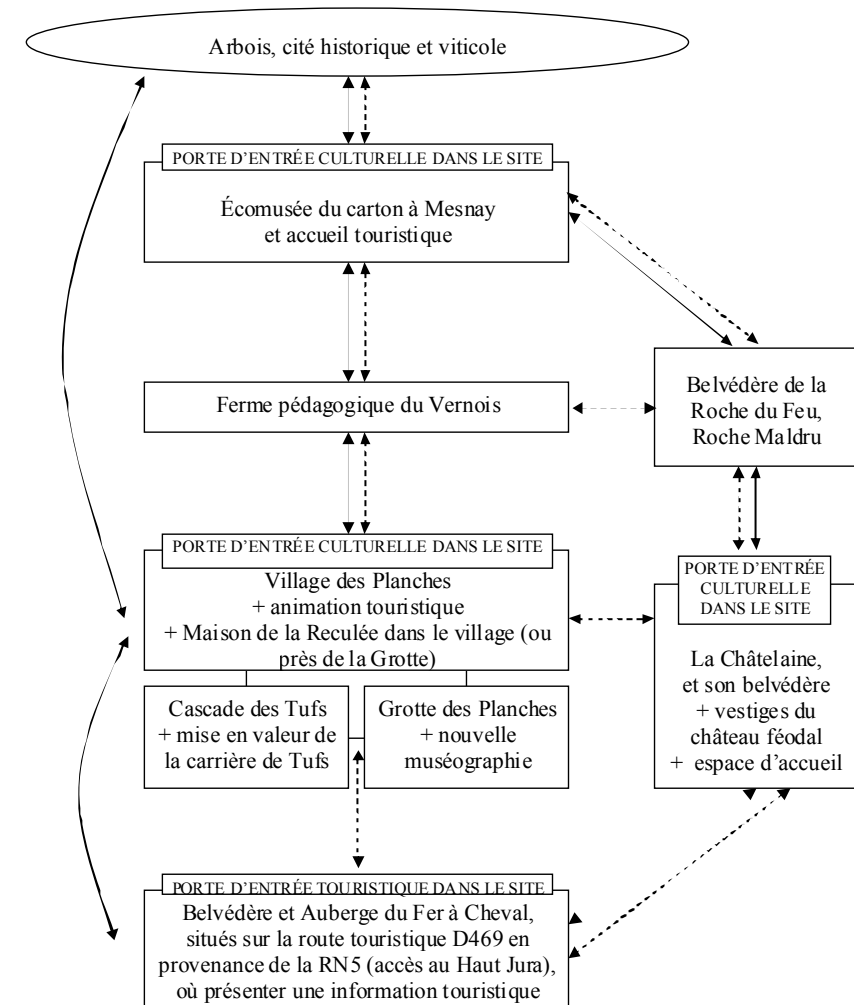 Arbois, cité historique et viticole
PORTE D’ENTRÉE CULTURELLE DANS LE SITE
Écomusée du carton à Mesnay
et accueil touristique
Ferme pédagogique du Vernois
Belvédère de la
Roche du Feu,
Roche Maldru
PORTE D’ENTRÉE CULTURELLE DANS LE SITE
Village des Planches
+ animation touristique
+ Maison de la Reculée dans le village (ou
près de la Grotte)
PORTE D’ENTRÉE
CULTURELLE
DANS LE SITE
La Châtelaine,
et son belvédère
+ vestiges du
château féodal
+ espace d’accueil
Cascade des Tufs
+ mise en valeur de
la carrière de Tufs
Grotte des Planches
+ nouvelle
muséographie
PORTE D’ENTRÉE TOURISTIQUE DANS LE SITE
Belvédère et Auberge du Fer à Cheval,
situés sur la route touristique D469 en
provenance de la RN5 (accès au Haut Jura),
où présenter une information touristique